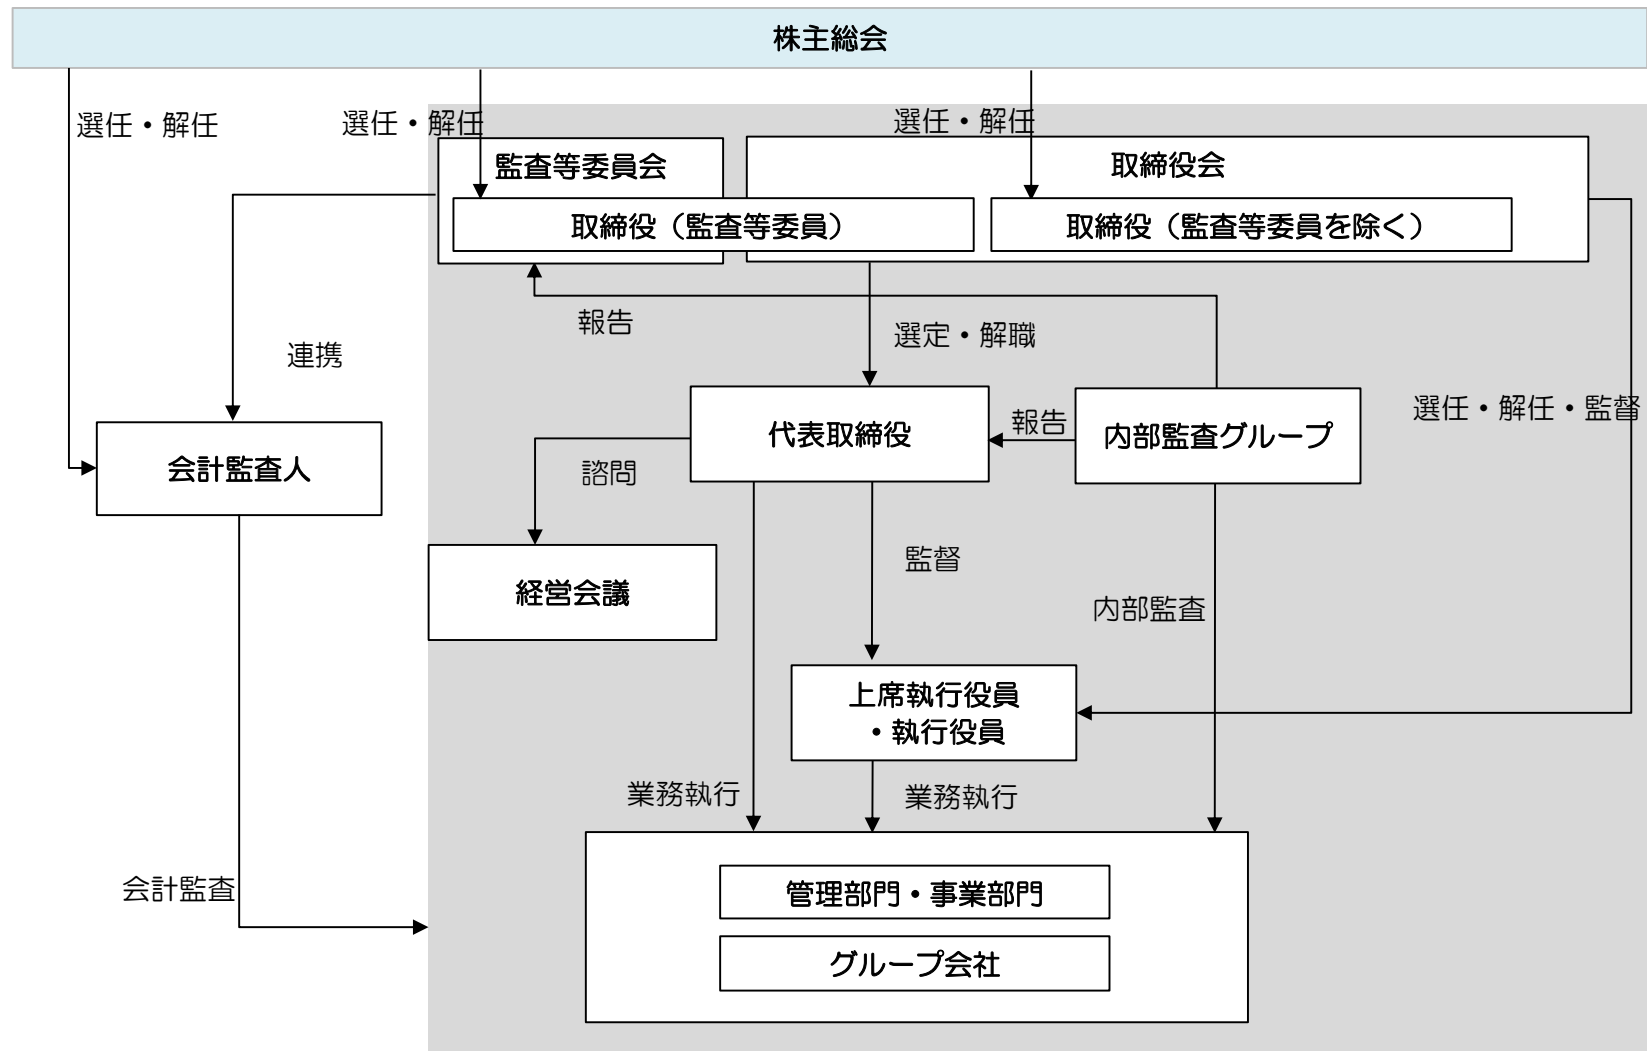 株主総会
選任・解任
選任・解任
選任・解任
監査等委員会
取締役会
取締役（監査等委員）
取締役（監査等委員を除く）
報告
選定・解職
連携
選任・解任・監督
代表取締役
報告
内部監査グループ
会計監査人
諮問
監督
経営会議
内部監査
上席執行役員
・執行役員
業務執行
業務執行
会計監査
管理部門・事業部門
グループ会社